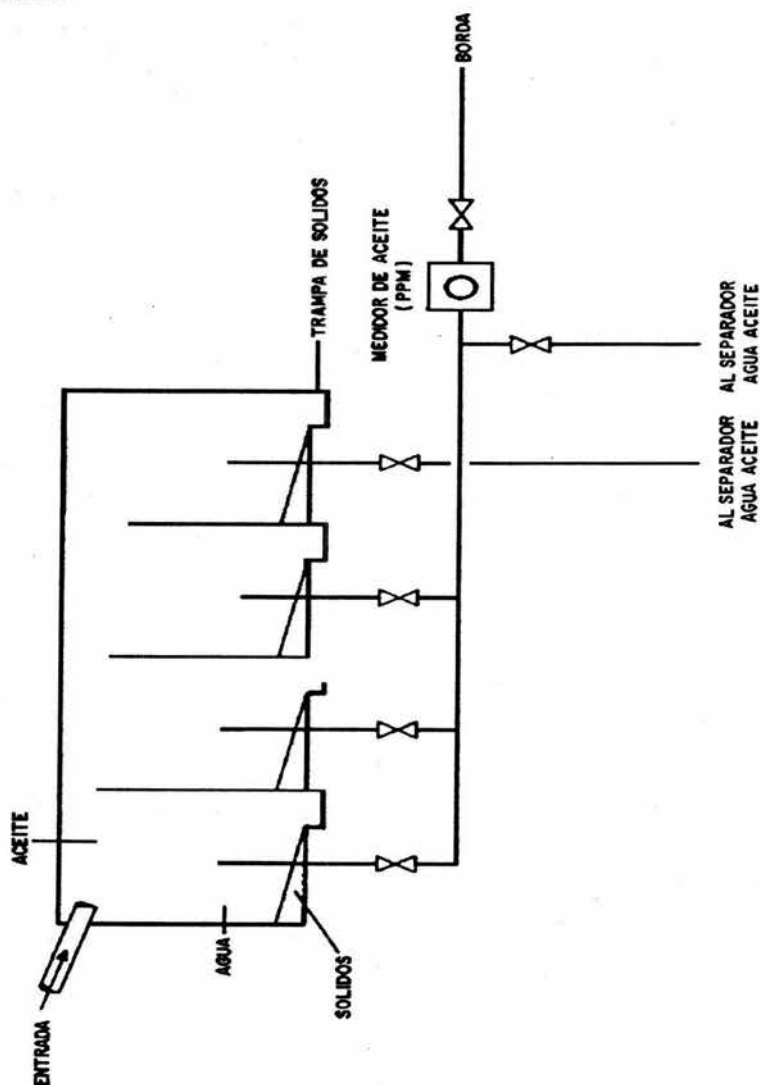 ENTRADA
ACEITE
AGUA
SOLIDOS
TRAMPA DE SOLIDOS
MEDIDOR DE ACEITE
(PPM)
BORDA
AL SEPARADOR
AGUA ACEITE
AL SEPARADOR
AGUA ACEITE